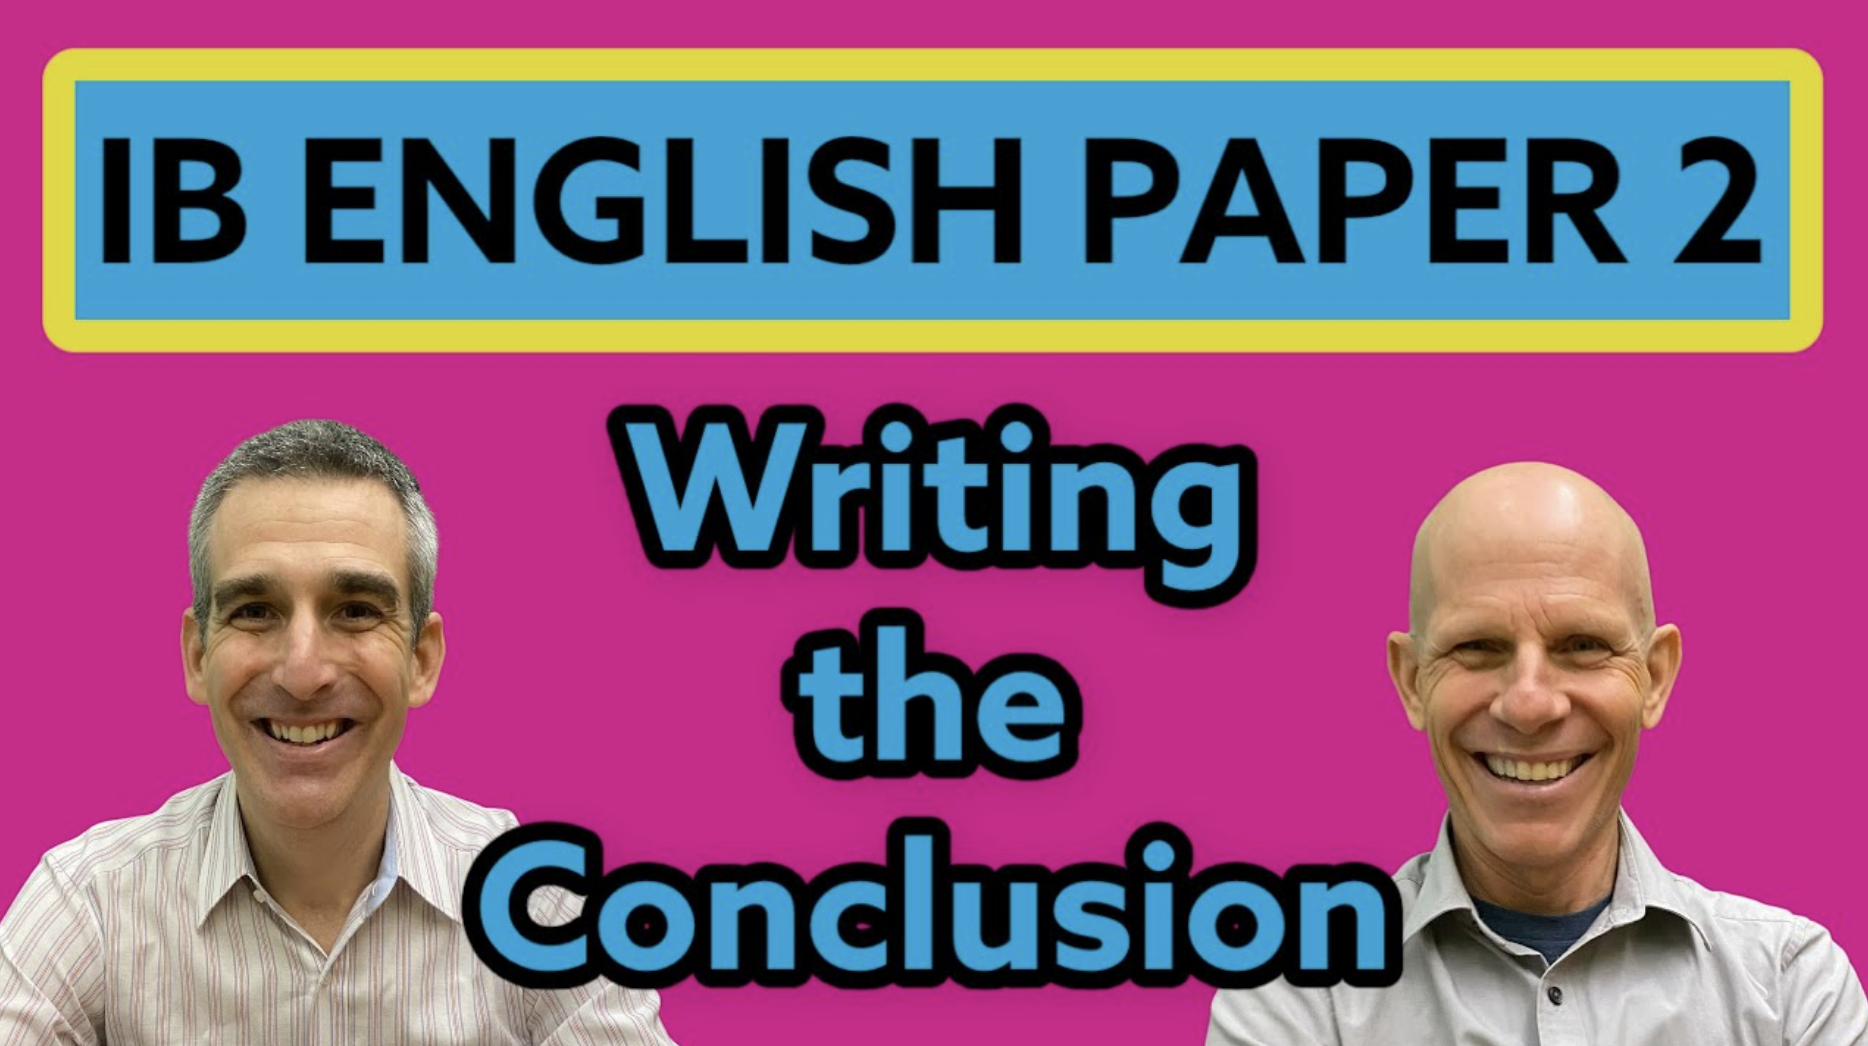 IB ENGLISH PAPER 2
Writing
the
Conclusion